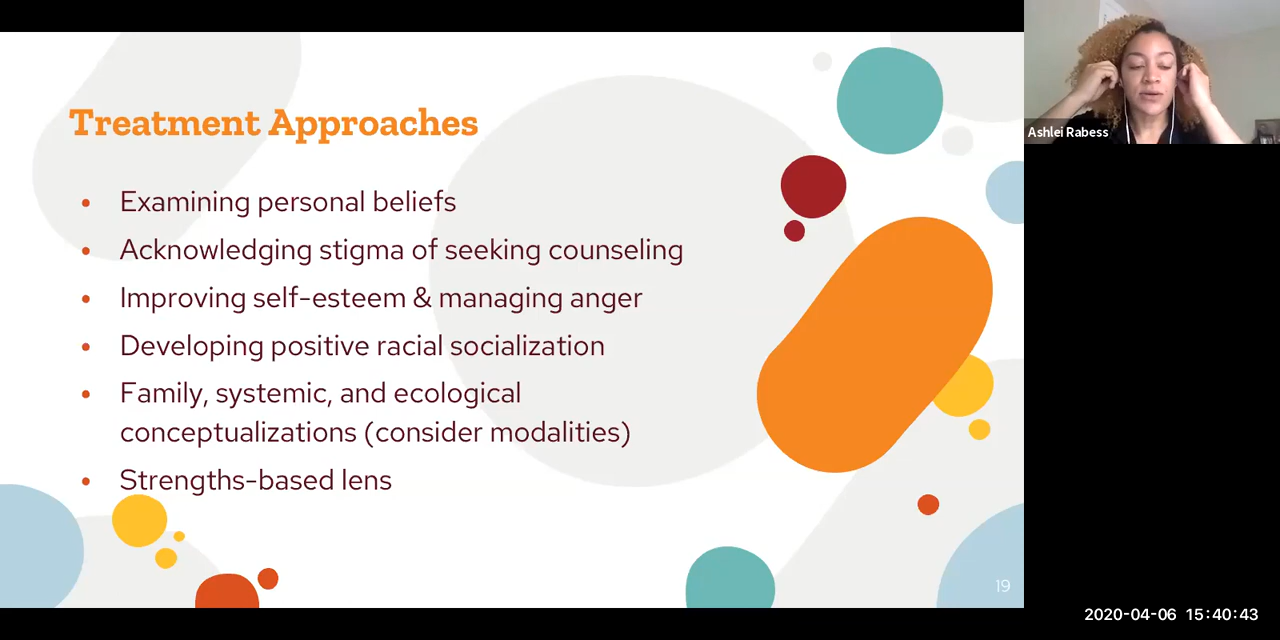 Treatment Approaches
• Examining personal beliefs
• Acknowledging stigma of seeking counseling
• Improving self-esteem & managing anger
• Developing positive racial socialization
• Family, systemic, and ecological
conceptualizations (consider modalities)
• Strengths-based lens
19
Ashlei Rabess
2020-04-06 15:40:43